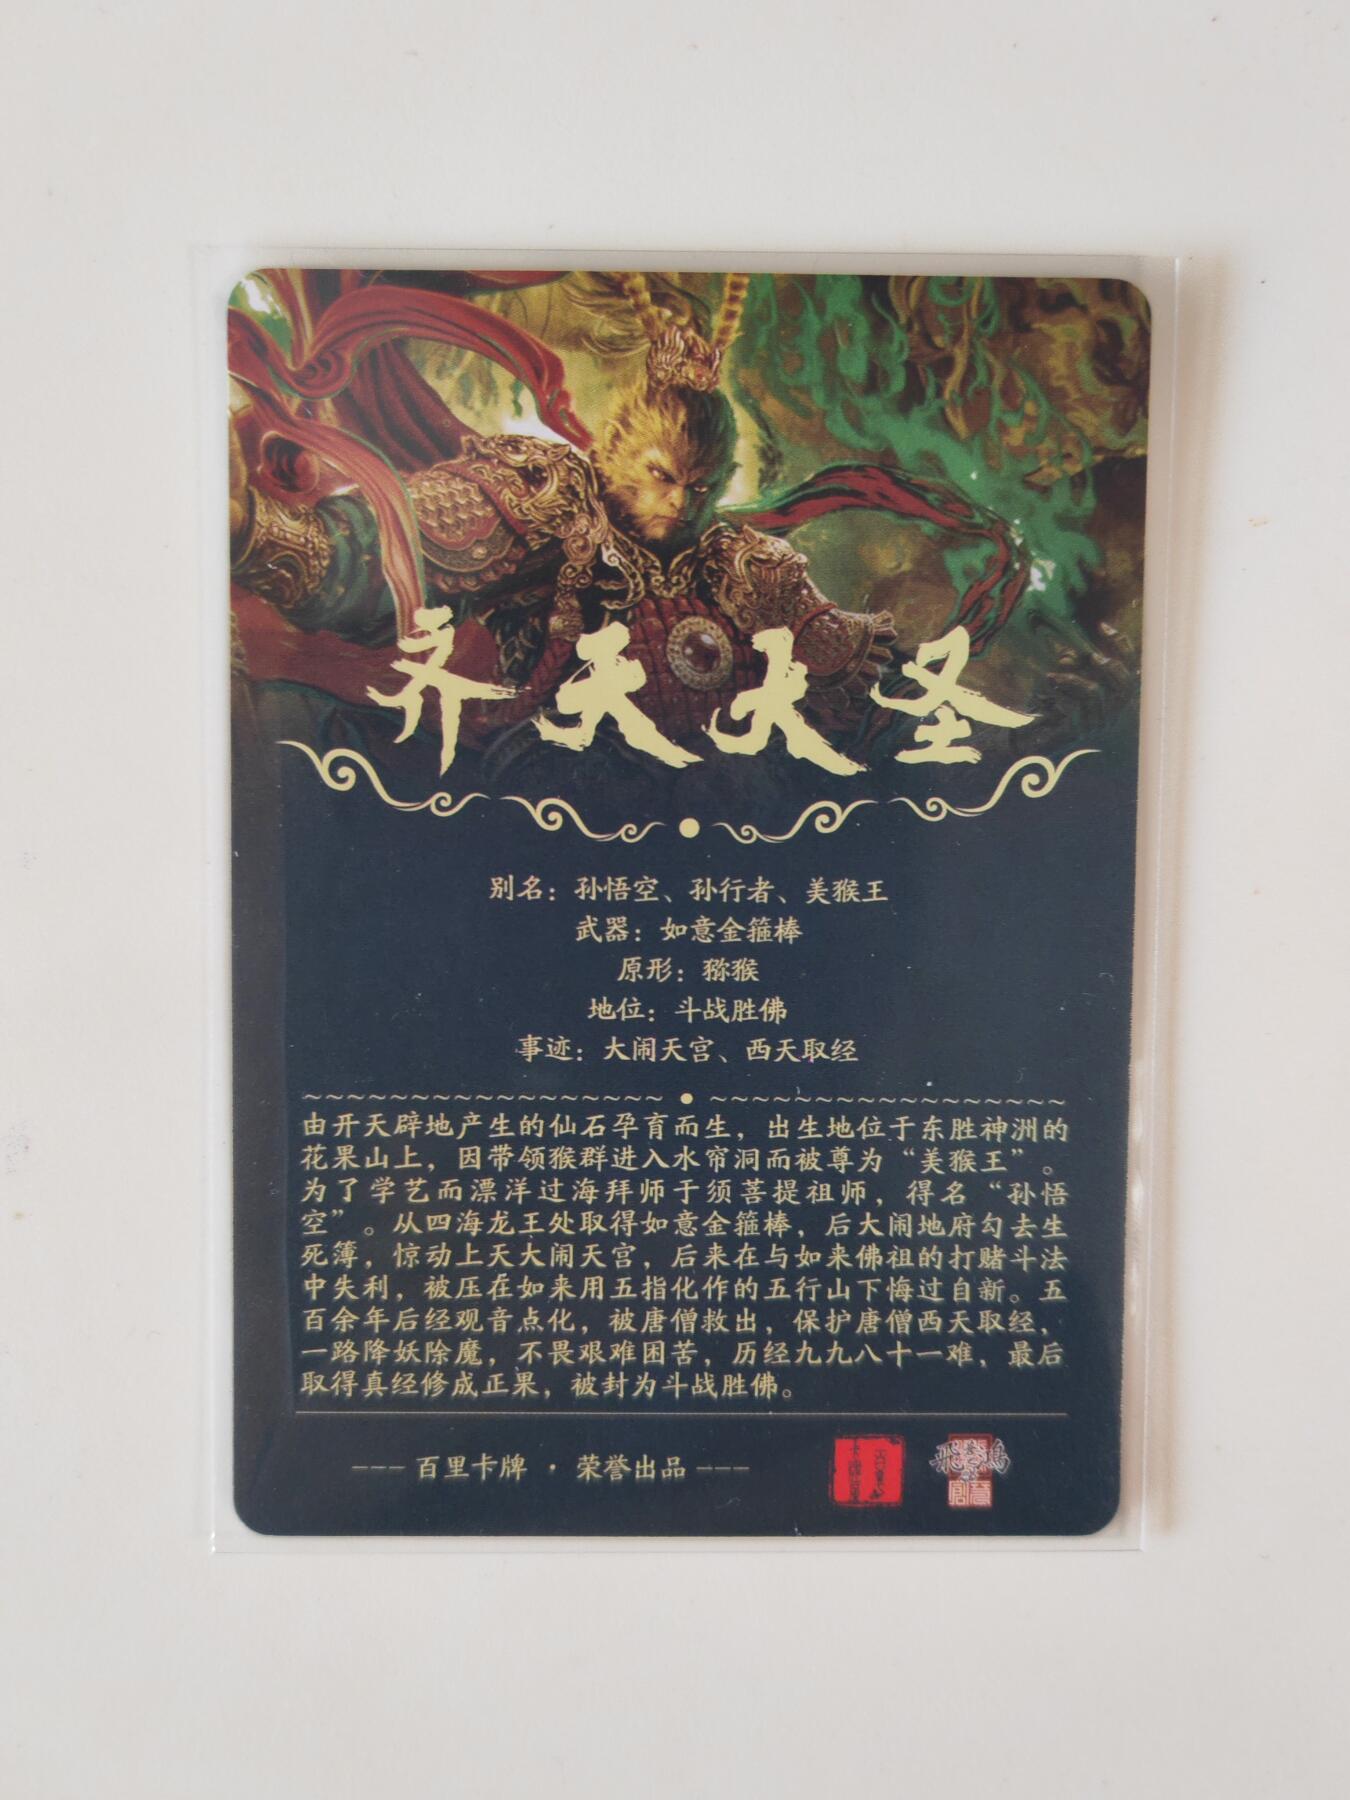 齐天大圣
别名：孙悟空、孙行者、美猴王
武器：如意金箍棒
原形：猕猴
地位：斗战胜佛
事迹：大闹天宫、西天取经
由开天辟地产生的仙石孕育而生，出生地位于东胜神洲的
花果山上，因带领猴群进入水帘洞而被尊为“美猴王”。
为了学艺而漂洋过海拜师于须菩提祖师，得名“孙悟
空”。从四海龙王处取得如意金箍棒，后大闹地府勾去生
死簿，惊动上天大闹天宫，后来在与如来佛祖的打赌斗法
中失利，被压在如来用五指化作的五行山下悔过自新。五
百余年后经观音点化，被唐僧救出，保护唐僧西天取经，
一路降妖除魔，不畏艰难困苦，历经九九八十一难，最后
取得真经修成正果，被封为斗战胜佛。
--- 百里卡牌 · 荣誉出品 ---